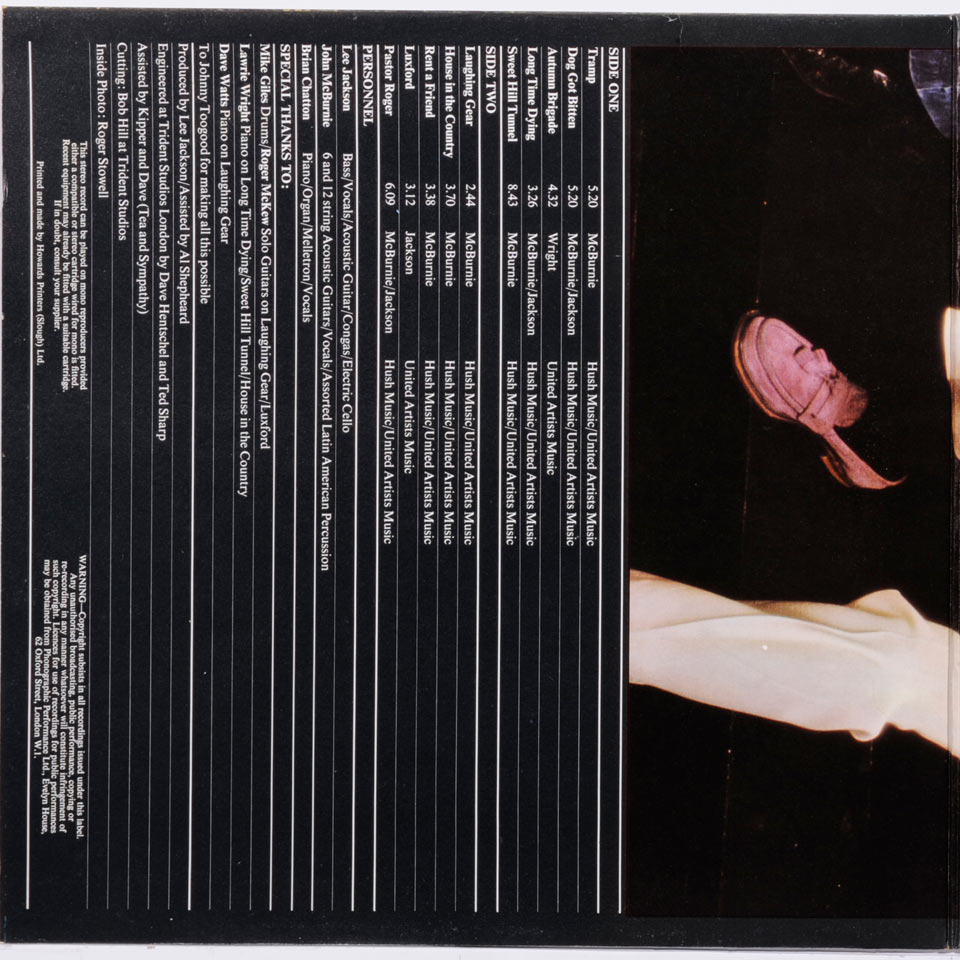 SIDE ONE
Tramp 5.20 McBurnie Hush Music/United Artists Music
Dog Got Bitten 5.20 McBurnie/Jackson Hush Music/United Artists Music
Autumn Brigade 4.32 Wright United Artists Music
Long Time Dying 3.26 McBurnie/Jackson Hush Music/United Artists Music
Sweet Hill Tunnel 8.43 McBurnie Hush Music/United Artists Music
SIDE TWO
Laughing Gear 2.44 McBurnie Hush Music/United Artists Music
House in the Country 3.70 McBurnie Hush Music/United Artists Music
Rent a Friend 3.38 McBurnie Hush Music/United Artists Music
Luxford 3.12 Jackson United Artists Music
Pastor Roger 6.09 McBurnie/Jackson Hush Music/United Artists Music
PERSONNEL
Lee Jackson Bass/Vocals/Acoustic Guitar/Congas/Electric Cello
John McBurnie 6 and 12 string Acoustic Guitars/Vocals/Assorted Latin American Percussion
Brian Chatton Piano/Organ/Melletron/Vocals
SPECIAL THANKS TO:
Mike Giles Drums/Roger McKew Solo Guitars on Laughing Gear/Luxford
Lawrie Wright Piano on Long Time Dying/Sweet Hill Tunnel/House in the Country
Dave Watts Piano on Laughing Gear
To Johnny Toogood for making all this possible
Produced by Lee Jackson/Assisted by Al Shepheard
Engineered at Trident Studios London by Dave Hentschel and Ted Sharp
Assisted by Kipper and Dave (Tea and Sympathy)
Cutting: Bob Hill at Trident Studios
Inside Photo: Roger Stowell
This stereo record can be played on mono reproducers provided
either a compatible or stereo cartridge wired for mono is fitted.
Recent equipment may already be fitted with a suitable cartridge.
If in doubt, consult your supplier.
Printed and made by Howards Printers (Slough) Ltd.
WARNING—Copyright subsists in all recordings issued under this label.
Any unauthorised broadcasting, public performance, copying or
re-recording in any manner whatsoever will constitute infringement of
such copyright. Licences for use of recordings for public performances
may be obtained from Phonographic Performance Ltd., Evelyn House,
62 Oxford Street, London W.1.